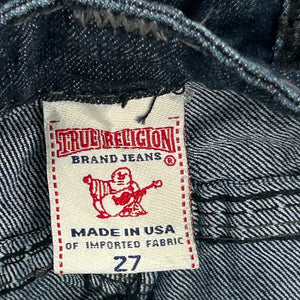 TRUE RELIGION
BRAND JEANS ®
MADE IN USA
OF IMPORTED FABRIC
27